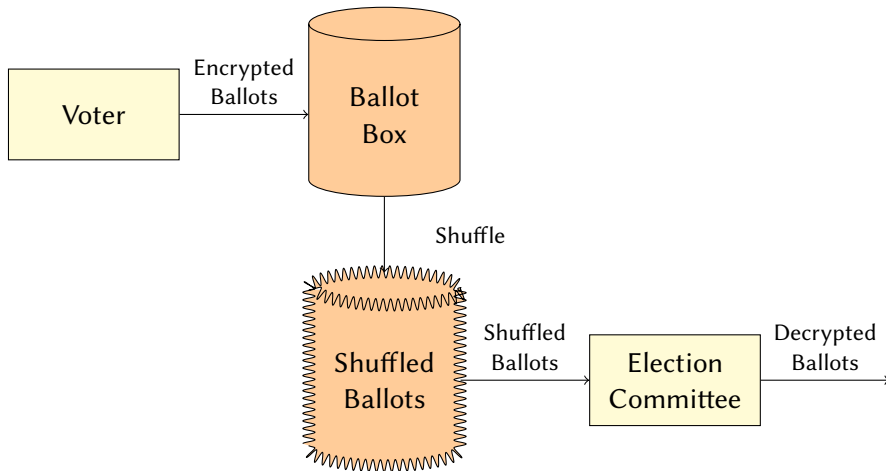 Voter
Encrypted
Ballots
Ballot
Box
Shuffle
Shuffled
Ballots
Shuffled
Ballots
Election
Committee
Decrypted
Ballots